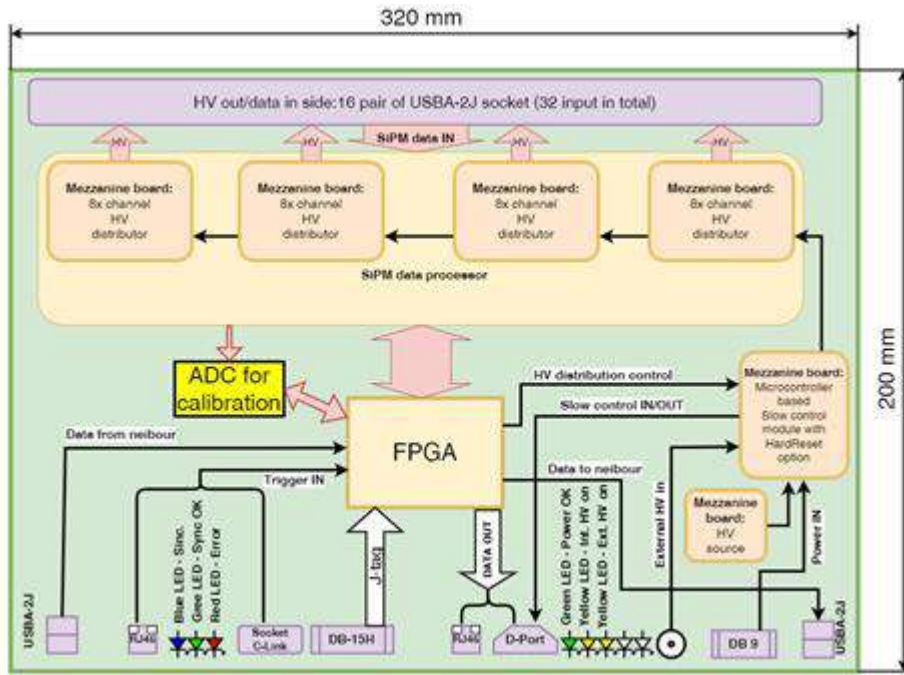 320 mm
200 mm
HV out/data in side:16 pair of USBA-2J socket (32 input in total)
HV
SiPM data IN
HV
HV
HV
Mezzanine board:
8x channel
HV
distributor
Mezzanine board:
8x channel
HV
distributor
Mezzanine board:
8x channel
HV
distributor
Mezzanine board:
8x channel
HV
distributor
SiPM data processor
ADC for
calibration
FPGA
HV distribution control
Slow control IN/OUT
Mezzanine board:
Microcontroller
based
Slow control
module with
HardReset
option
Data from neibour
Trigger IN
Data to neibour
Mezzanine
board:
HV
source
External HV in
Power IN
Blue LED - Sinc.
Gree LED - Sync OK
Red LED - Error
J-taq
DATA OUT
Green LED - Power OK
Yellow LED - Int. HV on
Yellow LED - Ext. HV on
USBA-2J
RJ45
Socket
C-Link
DB-15H
RJ45
D-Port
DB 9
USBA-2J